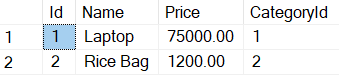 Id Name Price CategoryId
1 1 Laptop 75000.00 1
2 2 Rice Bag 1200.00 2